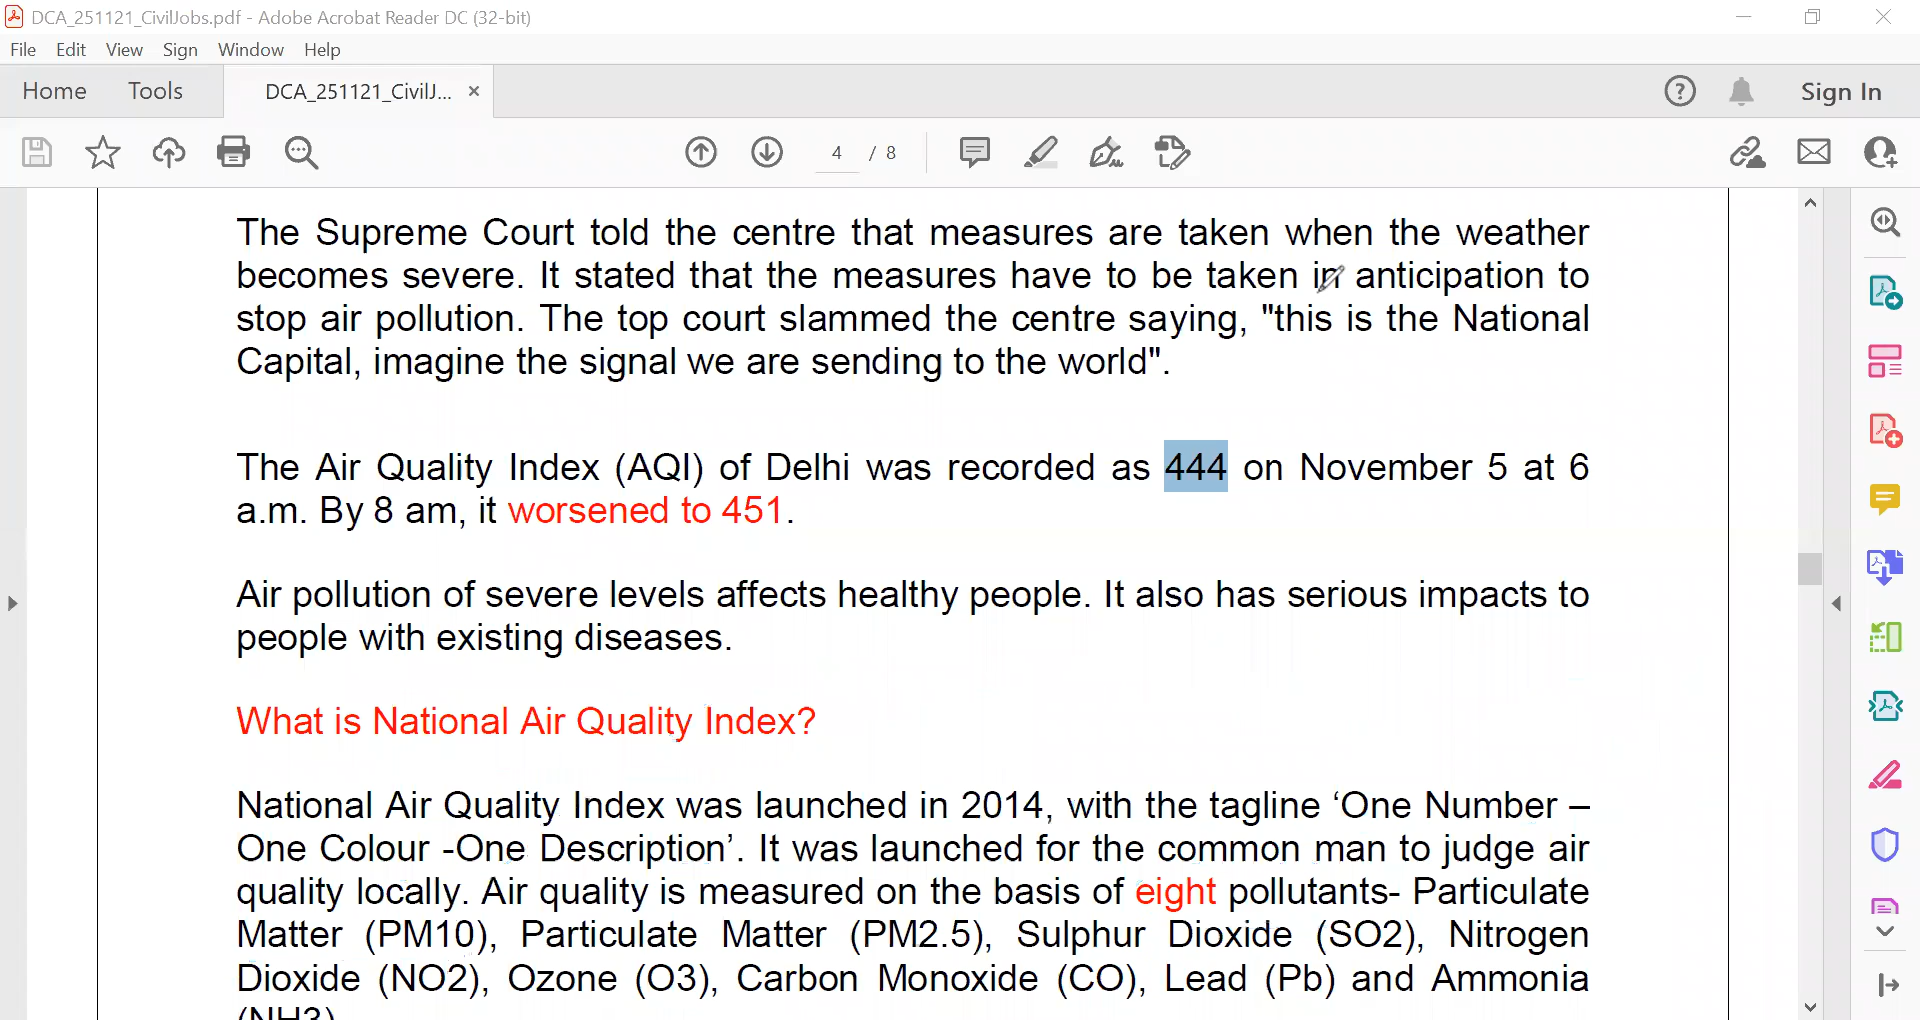 DCA_251121_CivilJobs.pdf - Adobe Acrobat Reader DC (32-bit)
File Edit View Sign Window Help
Home Tools DCA_251121_CivilJ... × Sign In
4 / 8
The Supreme Court told the centre that measures are taken when the weather
becomes severe. It stated that the measures have to be taken in anticipation to
stop air pollution. The top court slammed the centre saying, "this is the National
Capital, imagine the signal we are sending to the world".
The Air Quality Index (AQI) of Delhi was recorded as 444 on November 5 at 6
a.m. By 8 am, it worsened to 451.
Air pollution of severe levels affects healthy people. It also has serious impacts to
people with existing diseases.
What is National Air Quality Index?
National Air Quality Index was launched in 2014, with the tagline ‘One Number –
One Colour -One Description’. It was launched for the common man to judge air
quality locally. Air quality is measured on the basis of eight pollutants- Particulate
Matter (PM10), Particulate Matter (PM2.5), Sulphur Dioxide (SO2), Nitrogen
Dioxide (NO2), Ozone (O3), Carbon Monoxide (CO), Lead (Pb) and Ammonia
(NH3)